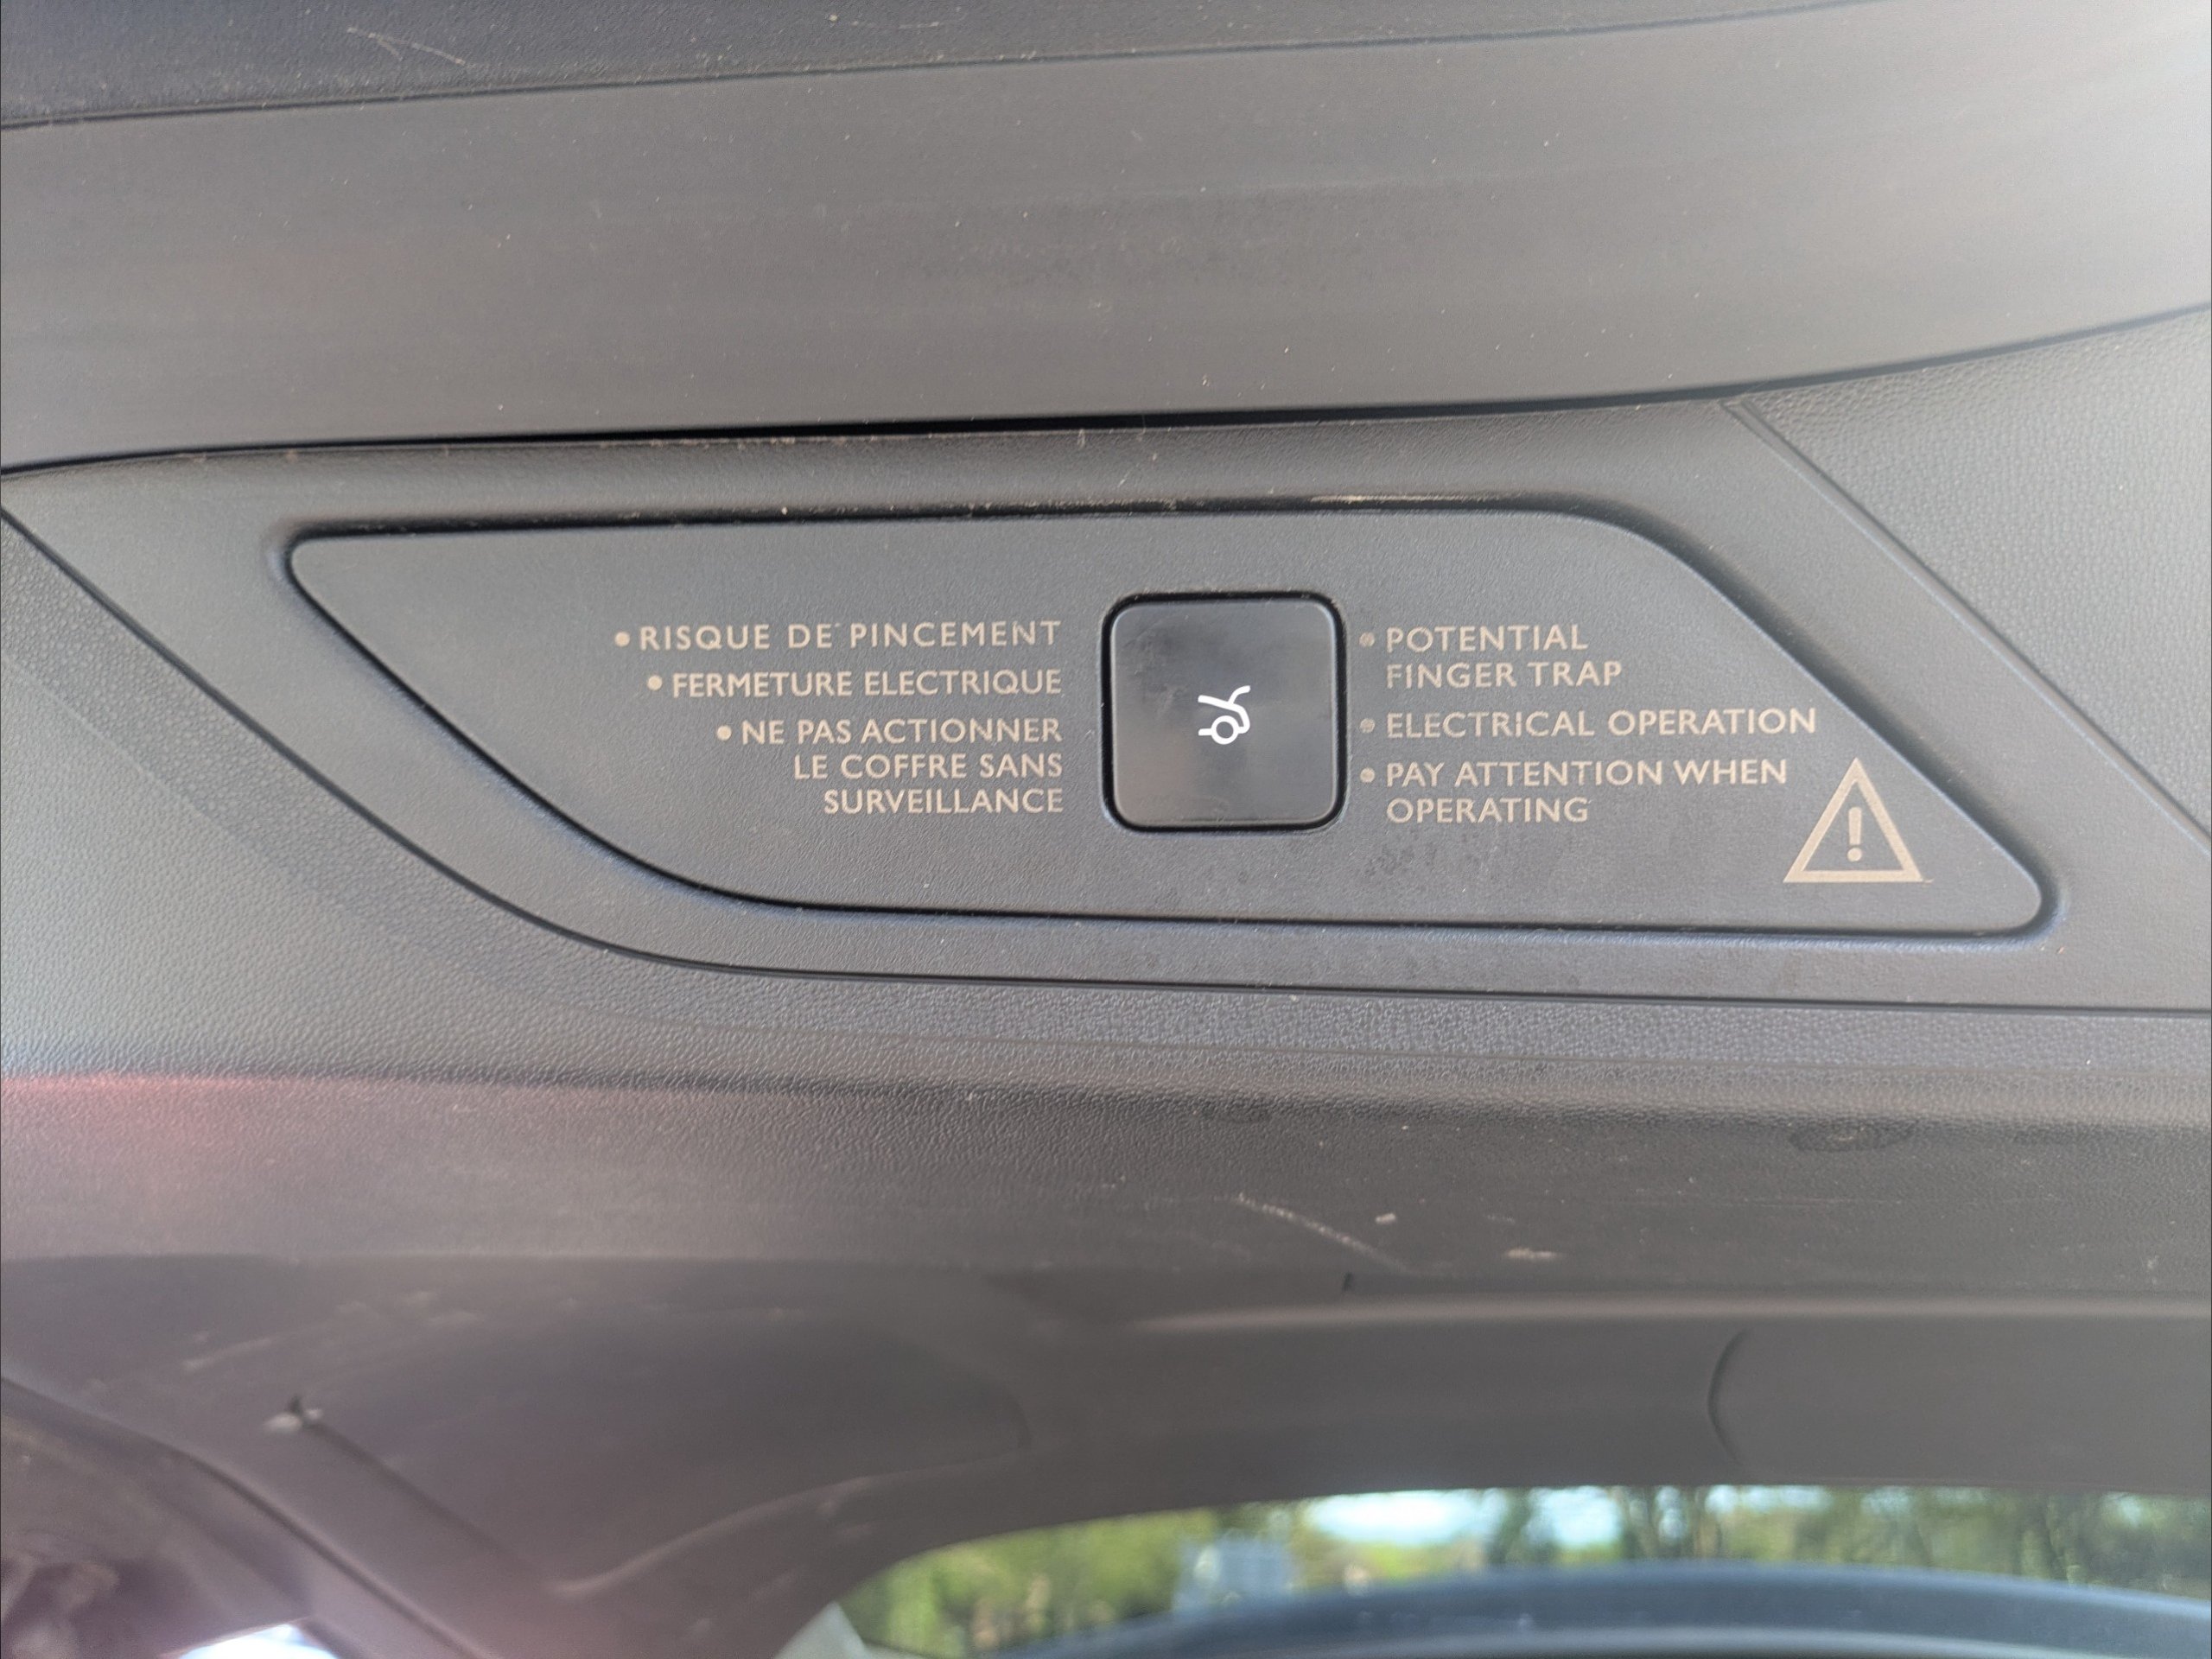 • RISQUE DE PINCEMENT
• FERMETURE ELECTRIQUE
• NE PAS ACTIONNER
LE COFFRE SANS
SURVEILLANCE
• POTENTIAL
FINGER TRAP
• ELECTRICAL OPERATION
• PAY ATTENTION WHEN
OPERATING
!